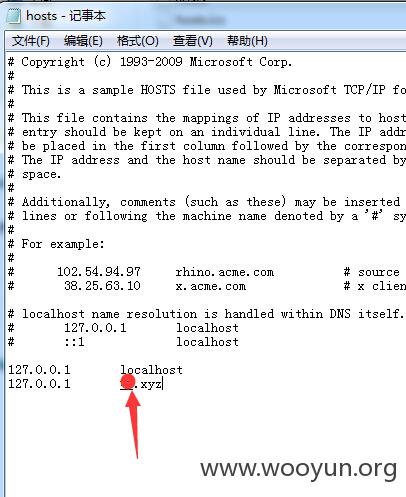 hosts - 记事本
文件(F) 编辑(E) 格式(O) 查看(V) 帮助(H)
# Copyright (c) 1993-2009 Microsoft Corp.
#
# This is a sample HOSTS file used by Microsoft TCP/IP fo
#
# This file contains the mappings of IP addresses to host
# entry should be kept on an individual line. The IP addr
# be placed in the first column followed by the correspon
# The IP address and the host name should be separated by
# space.
#
# Additionally, comments (such as these) may be inserted
# lines or following the machine name denoted by a '#' sy
#
# For example:
#
# 102.54.94.97 rhino.acme.com # source
# 38.25.63.10 x.acme.com # x clien
# localhost name resolution is handled within DNS itself.
# 127.0.0.1 localhost
# ::1 localhost
127.0.0.1 localhost
127.0.0.1 .xyz
www.wooyun.org